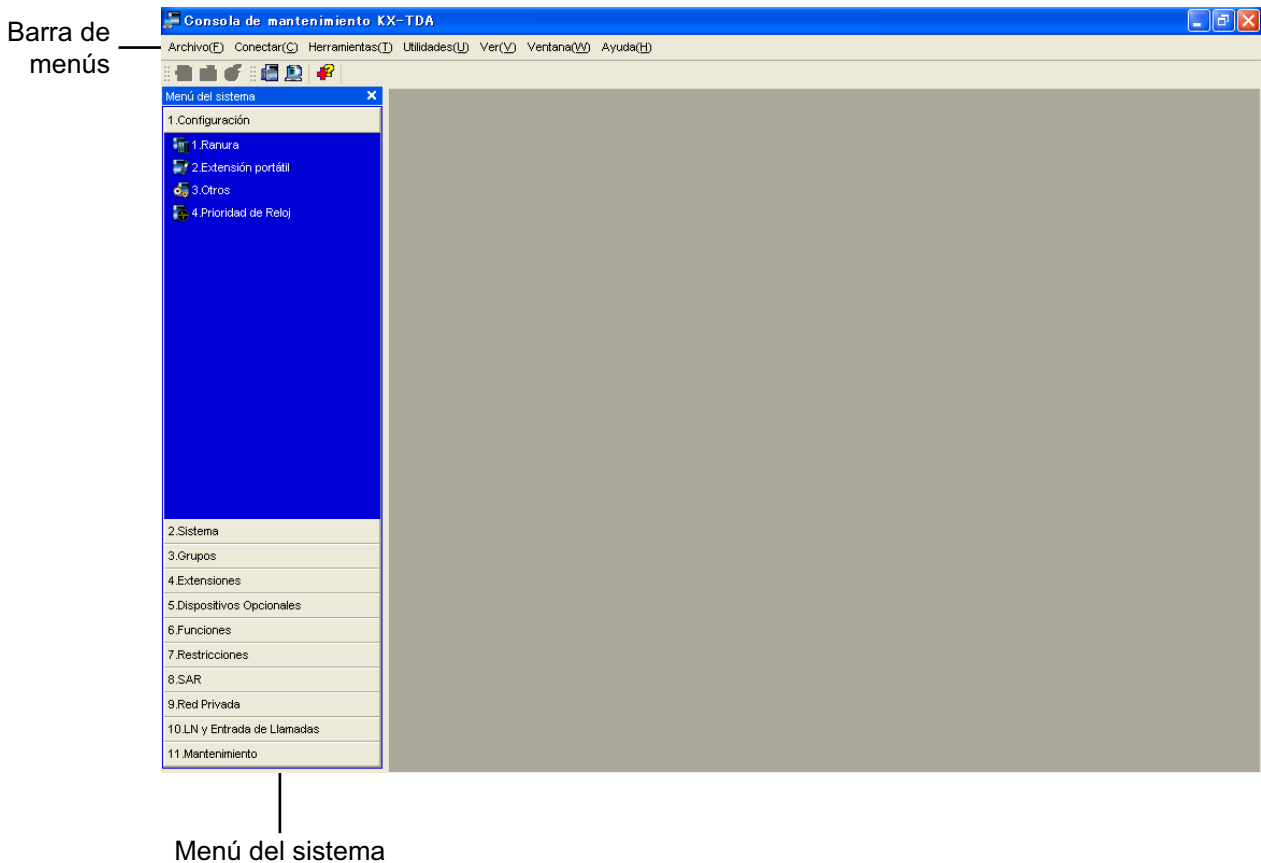 Consola de mantenimiento KX-TDA
Barra de
menús
Archivo(F) Conectar(C) Herramientas(T) Utilidades(U) Ver(V) Ventana(W) Ayuda(H)
Menú del sistema
1.Configuración
1.Ranura
2.Extensión portátil
3.Otros
4.Prioridad de Reloj
2.Sistema
3.Grupos
4.Extensiones
5.Dispositivos Opcionales
6.Funciones
7.Restricciones
8.SAR
9.Red Privada
10.LN y Entrada de Llamadas
11.Mantenimiento
Menú del sistema